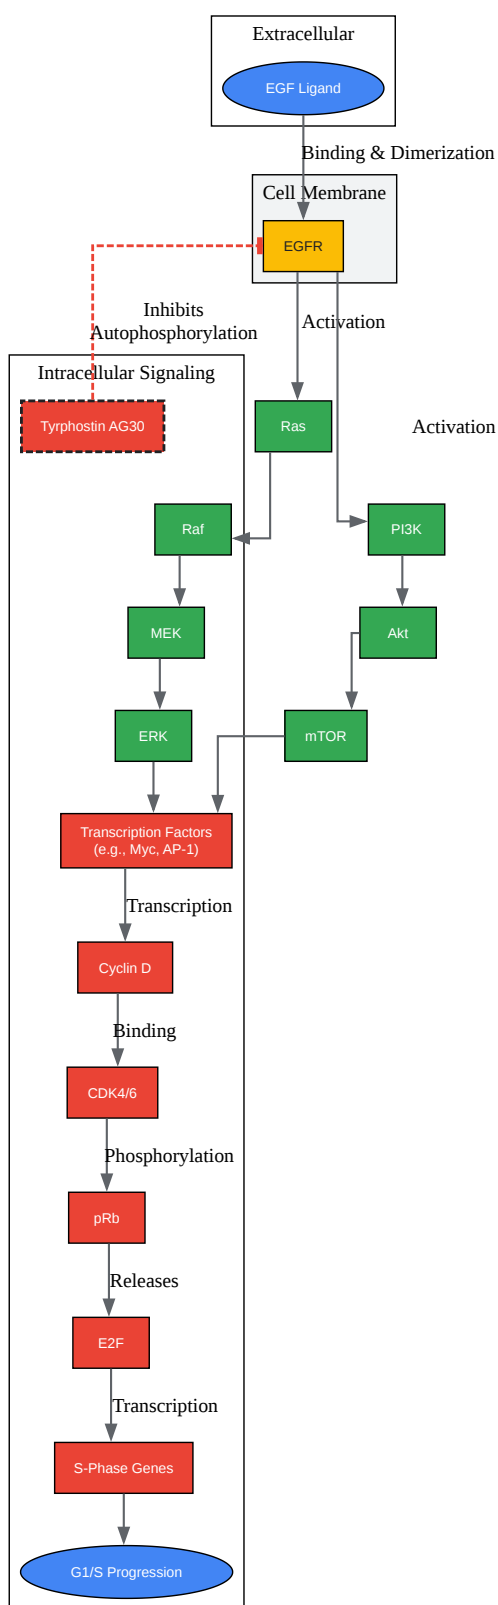 Extracellular
EGF Ligand
Binding & Dimerization
Cell Membrane
EGFR
Inhibits
Autophosphorylation
Activation
Intracellular Signaling
Tyrphostin AG30
Ras
Activation
Raf
PI3K
MEK
Akt
ERK
mTOR
Transcription Factors
(e.g., Myc, AP-1)
Transcription
Cyclin D
Binding
CDK4/6
Phosphorylation
pRb
Releases
E2F
Transcription
S-Phase Genes
G1/S Progression